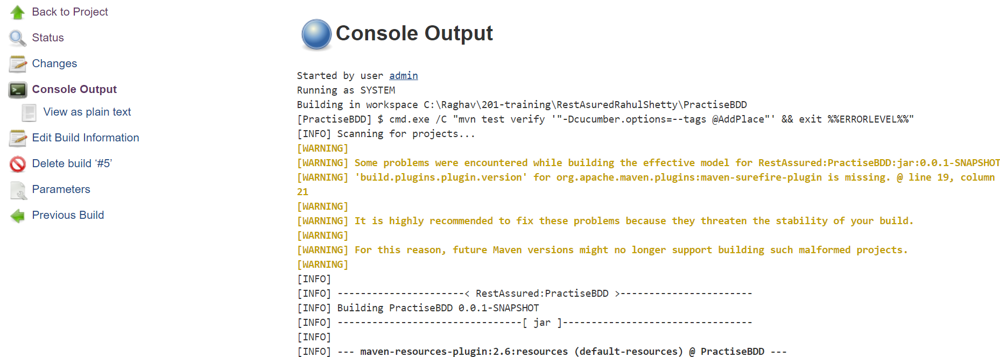 Back to Project
Status
Changes
Console Output
View as plain text
Edit Build Information
Delete build ‘#5’
Parameters
Previous Build
Console Output
Started by user admin
Running as SYSTEM
Building in workspace C:\Raghav\201-training\RestAsuredRahulShetty\PractiseBDD
[PractiseBDD] $ cmd.exe /C "mvn test verify '"-Dcucumber.options=--tags @AddPlace"' && exit %%ERRORLEVEL%%"
[INFO] Scanning for projects...
[WARNING]
[WARNING] Some problems were encountered while building the effective model for RestAssured:PractiseBDD:jar:0.0.1-SNAPSHOT
[WARNING] 'build.plugins.plugin.version' for org.apache.maven.plugins:maven-surefire-plugin is missing. @ line 19, column
21
[WARNING]
[WARNING] It is highly recommended to fix these problems because they threaten the stability of your build.
[WARNING]
[WARNING] For this reason, future Maven versions might no longer support building such malformed projects.
[WARNING]
[INFO]
[INFO] ----------------------< RestAssured:PractiseBDD >-----------------------
[INFO] Building PractiseBDD 0.0.1-SNAPSHOT
[INFO] --------------------------------[ jar ]---------------------------------
[INFO]
[INFO] --- maven-resources-plugin:2.6:resources (default-resources) @ PractiseBDD ---